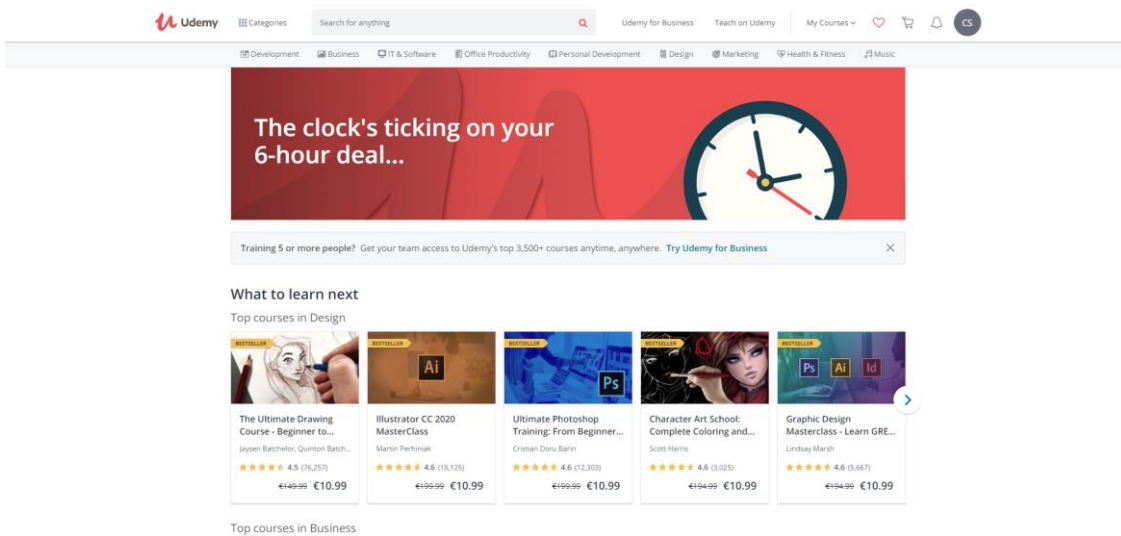 Udemy
Categories
Search for anything
Udemy for Business
Teach on Udemy
My Courses
CS
Development
Business
IT & Software
Office Productivity
Personal Development
Design
Marketing
Health & Fitness
Music
The clock's ticking on your
6-hour deal...
Training 5 or more people? Get your team access to Udemy's top 3,500+ courses anytime, anywhere. Try Udemy for Business
What to learn next
Top courses in Design
BESTSELLER
The Ultimate Drawing
Course - Beginner to...
Jaysen Batchelor, Quinton Batch...
4.5 (76,257)
€149.99 €10.99
BESTSELLER
Ai
Illustrator CC 2020
MasterClass
Martin Perhiniak
4.6 (18,125)
€199.99 €10.99
BESTSELLER
Ps
Ultimate Photoshop
Training: From Beginner...
Cristian Doru Barin
4.6 (12,303)
€199.99 €10.99
BESTSELLER
Character Art School:
Complete Coloring and...
Scott Harris
4.6 (3,025)
€194.99 €10.99
BESTSELLER
Ps Ai Id
Graphic Design
Masterclass - Learn GRE...
Lindsay Marsh
4.6 (5,667)
€194.99 €10.99
Top courses in Business